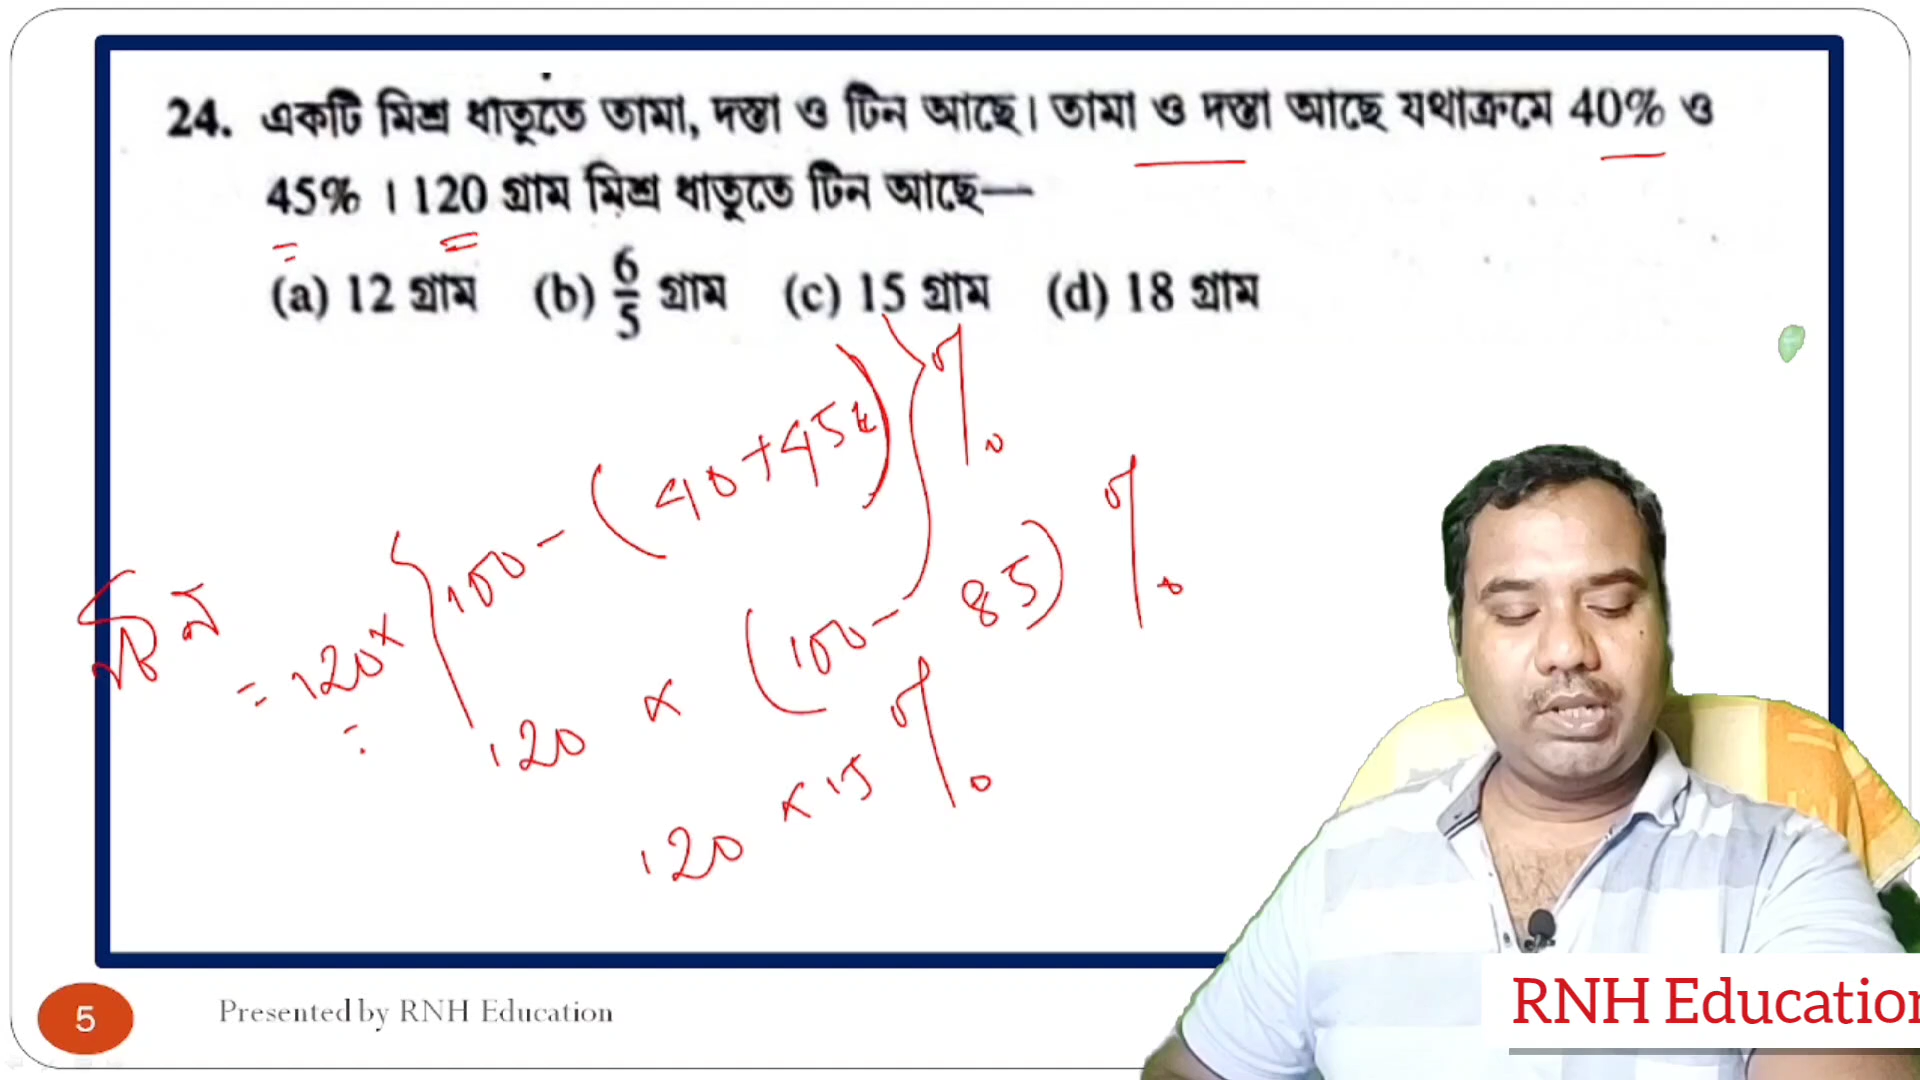 24. একটি মিশ্র ধাতুতে তামা, দস্তা ও টিন আছে। তামা ও দস্তা আছে যথাক্রমে 40% ও
45% । 120 গ্রাম মিশ্র ধাতুতে টিন আছে—
(a) 12 গ্রাম (b) 6/5 গ্রাম (c) 15 গ্রাম (d) 18 গ্রাম
টিন = 120 × {100 - (40+45)}%
= 120 × (100 - 85)%
120 × 15%
5
Presented by RNH Education
RNH Education